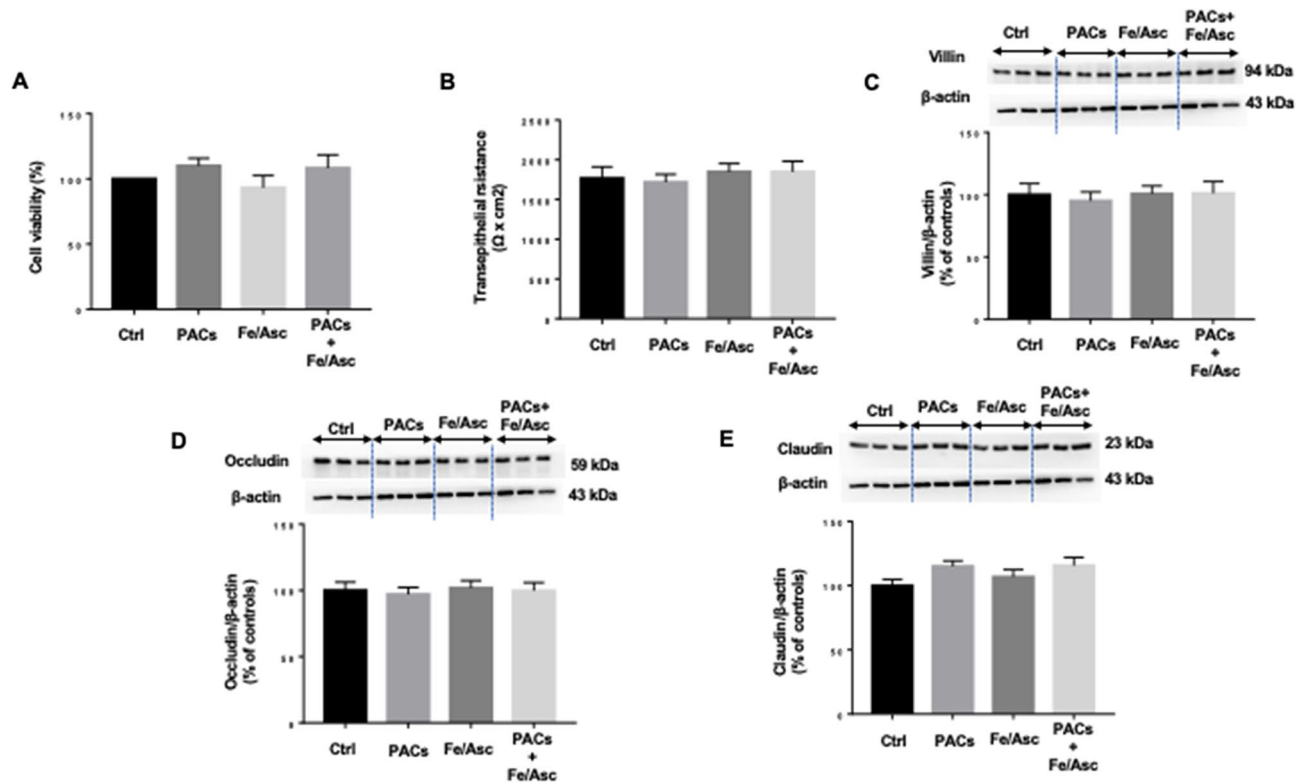 A
Cell viability (%)
150
100
50
0
Ctrl
PACs
Fe/Asc
PACs
+
Fe/Asc
B
Transepithelial rsistance
(Ω x cm2)
2500
2000
1500
1000
500
0
Ctrl
PACs
Fe/Asc
PACs
+
Fe/Asc
C
Ctrl
PACs
Fe/Asc
PACs+
Fe/Asc
Villin
94 kDa
β-actin
43 kDa
Villin/β-actin
(% of controls)
150
100
50
0
Ctrl
PACs
Fe/Asc
PACs
+
Fe/Asc
D
Ctrl
PACs
Fe/Asc
PACs+
Fe/Asc
Occludin
59 kDa
β-actin
43 kDa
Occludin/β-actin
(% of controls)
150
100
50
0
Ctrl
PACs
Fe/Asc
PACs
+
Fe/Asc
E
Ctrl
PACs
Fe/Asc
PACs+
Fe/Asc
Claudin
23 kDa
β-actin
43 kDa
Claudin/β-actin
(% of controls)
150
100
50
0
Ctrl
PACs
Fe/Asc
PACs
+
Fe/Asc